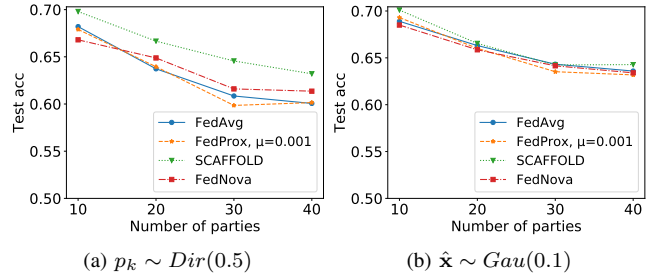 0.70
0.65
0.60
0.55
0.50
Test acc
10 20 30 40
Number of parties
FedAvg
FedProx, μ=0.001
SCAFFOLD
FedNova
(a) p_k ∼ Dir(0.5)
0.70
0.65
0.60
0.55
0.50
Test acc
10 20 30 40
Number of parties
FedAvg
FedProx, μ=0.001
SCAFFOLD
FedNova
(b) x̂ ∼ Gau(0.1)